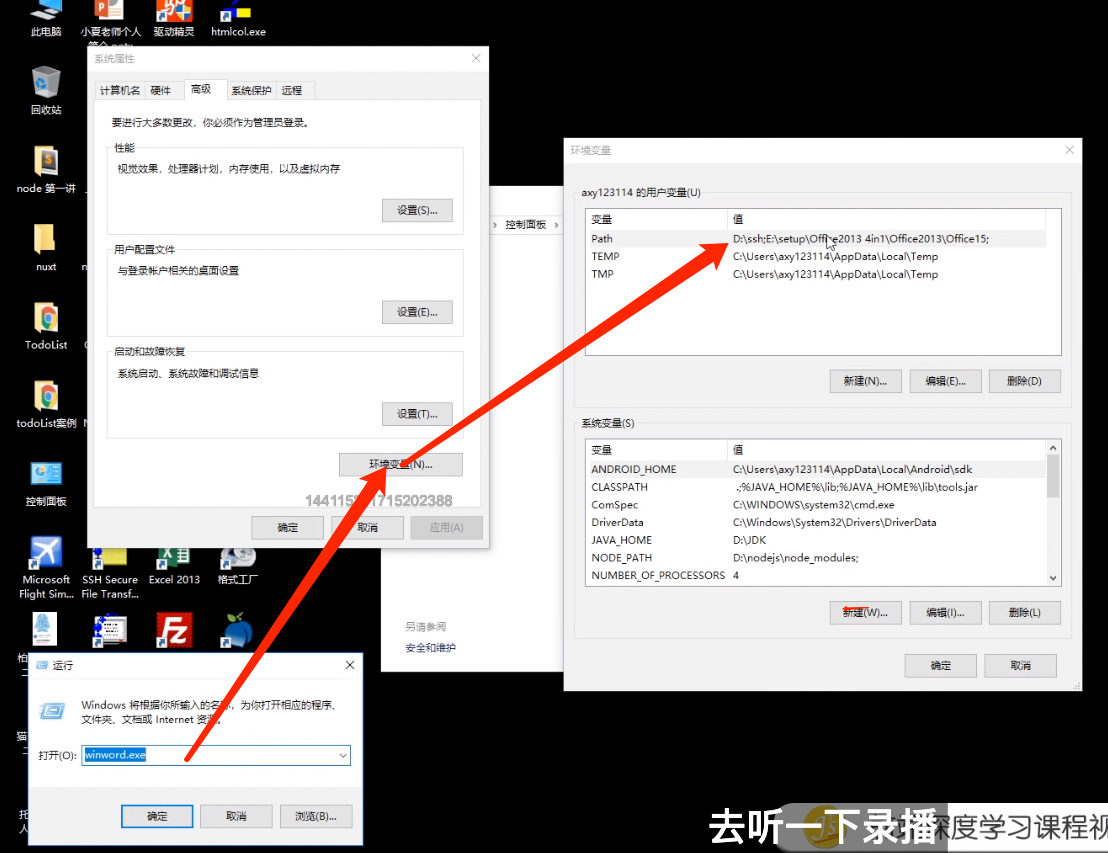 此电脑
小夏老师个人
驱动精灵
htmlcol.exe
回收站
node 第一讲
nuxt
TodoList
todoList案例
控制面板
Microsoft
Flight Sim...
SSH Secure
File Transf...
Excel 2013
格式工厂
系统属性
计算机名
硬件
高级
系统保护
远程
要进行大多数更改，你必须作为管理员登录。
性能
视觉效果，处理器计划，内存使用，以及虚拟内存
设置(S)...
用户配置文件
与登录帐户相关的桌面设置
设置(E)...
启动和故障恢复
系统启动、系统故障和调试信息
设置(T)...
环境变量(N)...
确定
取消
应用(A)
控制面板
另请参阅
安全和维护
环境变量
axy123114 的用户变量(U)
变量 值
Path D:\ssh;E:\setup\Office2013 4in1\Office2013\Office15;
TEMP C:\Users\axy123114\AppData\Local\Temp
TMP C:\Users\axy123114\AppData\Local\Temp
新建(N)...
编辑(E)...
删除(D)
系统变量(S)
变量 值
ANDROID_HOME C:\Users\axy123114\AppData\Local\Android\sdk
CLASSPATH .;%JAVA_HOME%\lib;%JAVA_HOME%\lib\tools.jar
ComSpec C:\WINDOWS\system32\cmd.exe
DriverData C:\Windows\System32\Drivers\DriverData
JAVA_HOME D:\JDK
NODE_PATH D:\nodejs\node_modules;
NUMBER_OF_PROCESSORS 4
新建(W)...
编辑(I)...
删除(L)
确定
取消
运行
Windows 将根据你所输入的名称，为你打开相应的程序、
文件夹、文档或 Internet 资源。
打开(O):
winword.exe
确定
取消
浏览(B)...
去听一下录播
深度学习课程视